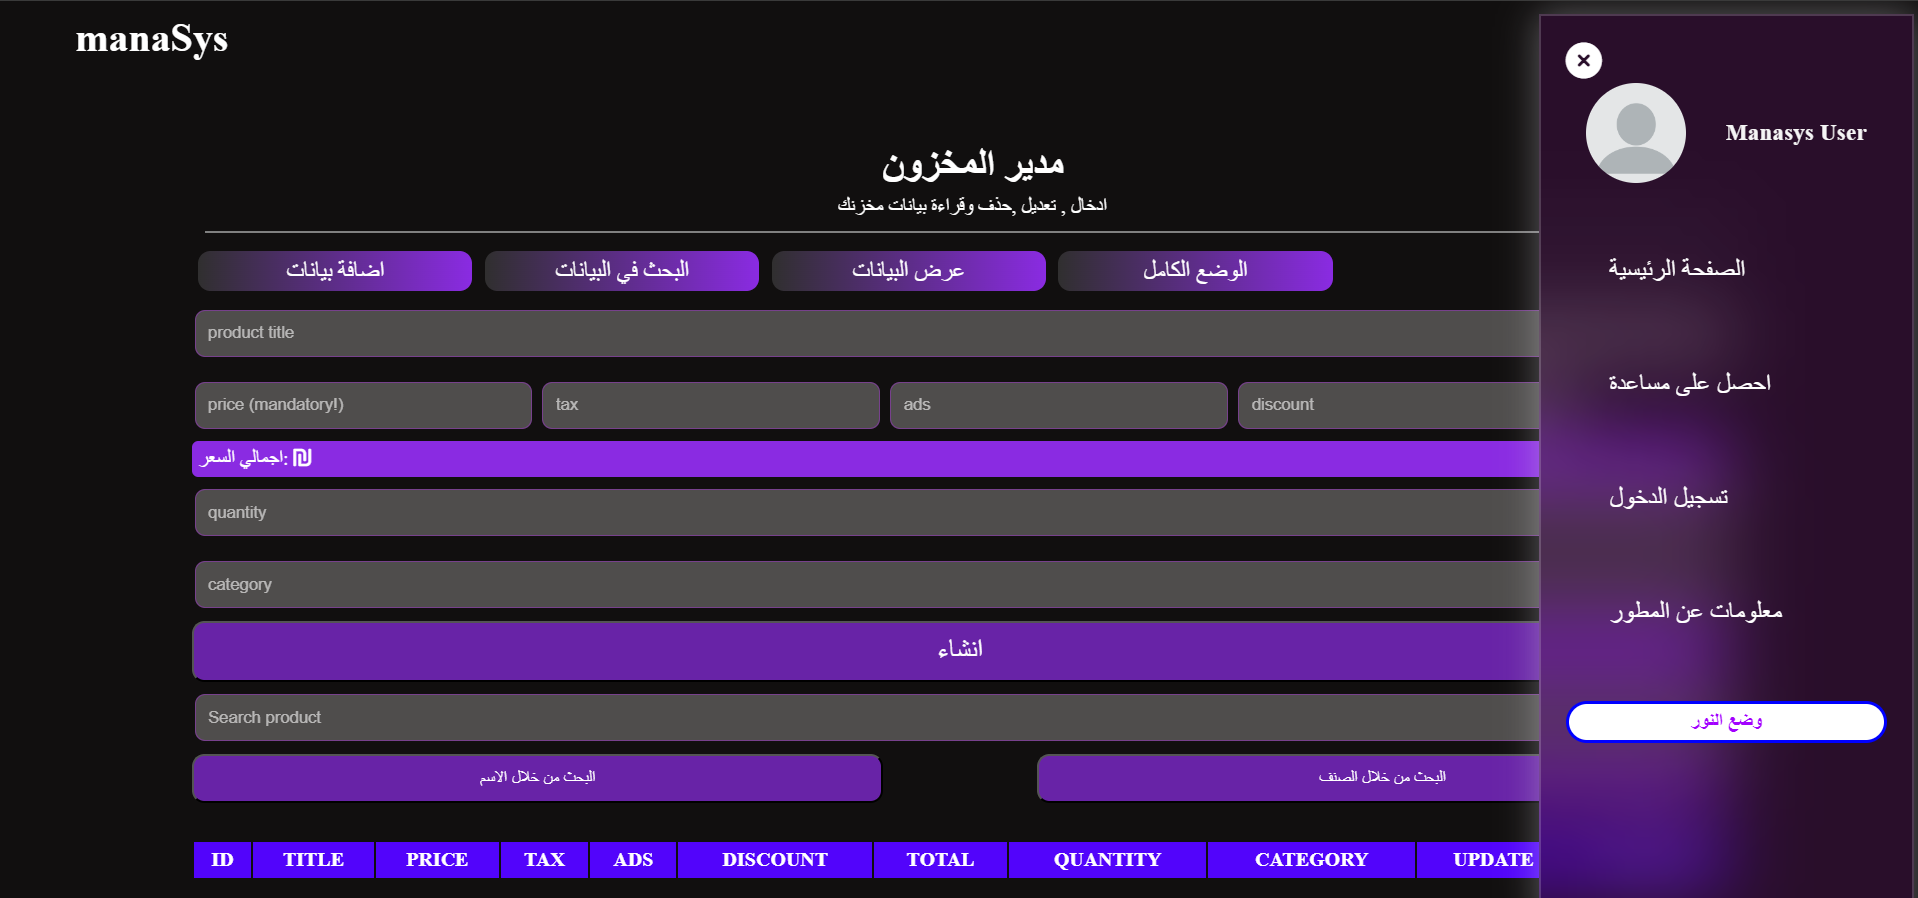 manaSys
مدير المخزون
ادخال , تعديل ,حذف وقراءة بيانات مخزنك
اضافة بيانات
البحث في البيانات
عرض البيانات
الوضع الكامل
product title
price (mandatory!)
tax
ads
discount
اجمالي السعر: ₪
quantity
category
انشاء
Search product
البحث من خلال الاسم
البحث من خلال الصنف
ID TITLE PRICE TAX ADS DISCOUNT TOTAL QUANTITY CATEGORY UPDATE
×
Manasys User
الصفحة الرئيسية
احصل على مساعدة
تسجيل الدخول
معلومات عن المطور
وضع النور